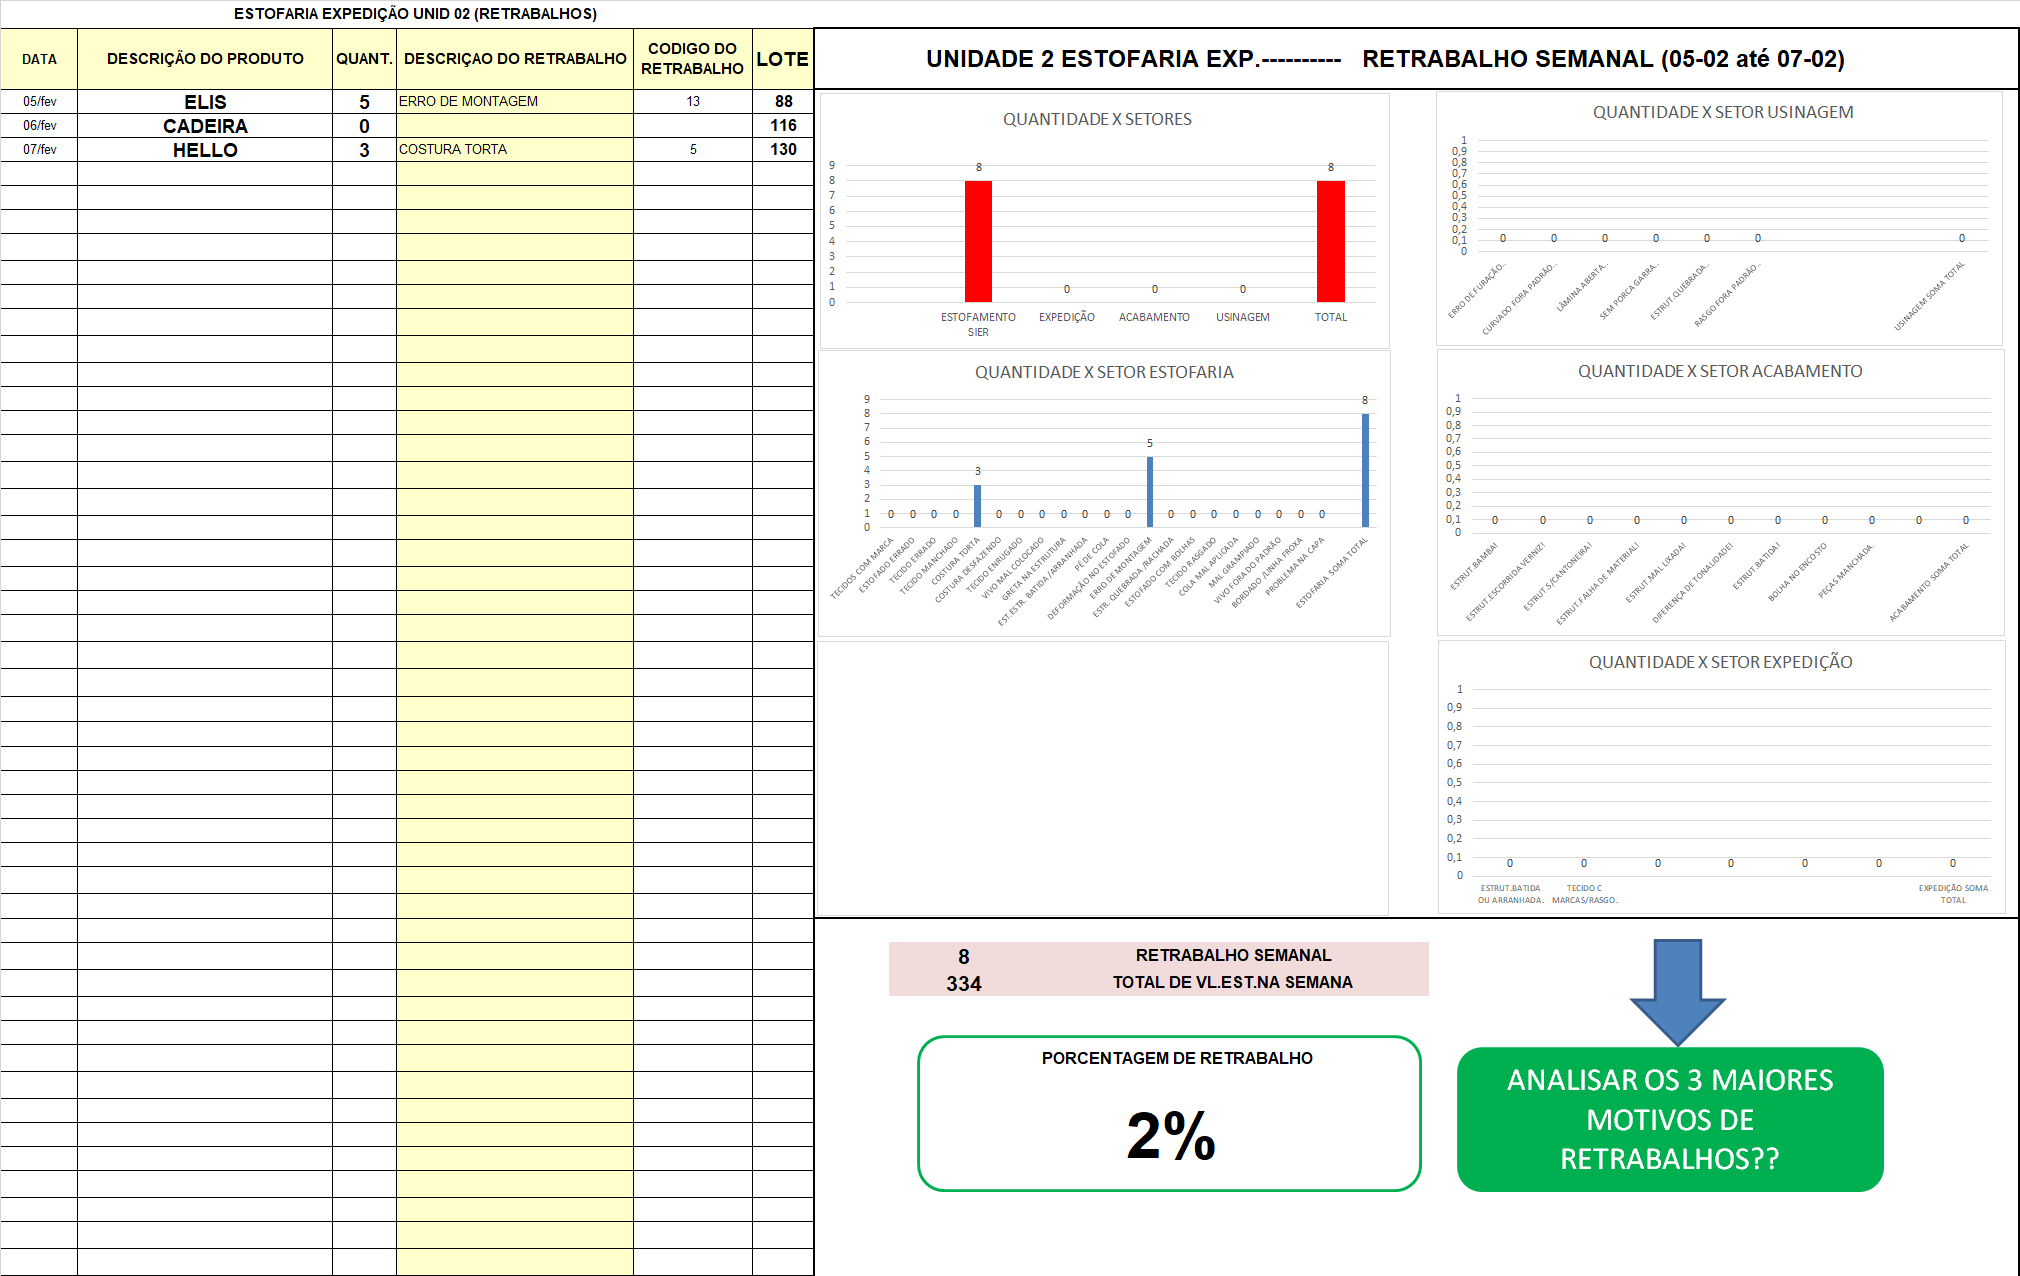 ESTOFARIA EXPEDIÇÃO UNID 02 (RETRABALHOS)
DATA DESCRIÇÃO DO PRODUTO QUANT. DESCRIÇAO DO RETRABALHO CODIGO DO RETRABALHO LOTE
05/fev ELIS 5 ERRO DE MONTAGEM 13 88
06/fev CADEIRA 0 116
07/fev HELLO 3 COSTURA TORTA 5 130
UNIDADE 2 ESTOFARIA EXP.---------- RETRABALHO SEMANAL (05-02 até 07-02)
QUANTIDADE X SETORES
9
8
7
6
5
4
3
2
1
0
8 0 0 0 8
ESTOFAMENTO SIER EXPEDIÇÃO ACABAMENTO USINAGEM TOTAL
QUANTIDADE X SETOR USINAGEM
1
0,9
0,8
0,7
0,6
0,5
0,4
0,3
0,2
0,1
0
0 0 0 0 0 0 0
ERRO DE FURAÇÃO..
CURVADO FORA PADRÃO..
LÂMINA ABERTA..
SEM PORCA GARRA..
ESTRUT.QUEBRADA..
RASGO FORA PADRÃO..
USINAGEM SOMA TOTAL
QUANTIDADE X SETOR ESTOFARIA
9
8
7
6
5
4
3
2
1
0
0 0 0 0 3 0 0 0 0 0 0 0 5 0 0 0 0 0 0 0 0 8
TECIDOS COM MARCA
ESTOFADO ERRADO
TECIDO ERRADO
TECIDO MANCHADO
COSTURA TORTA
COSTURA DESFAZENDO
TECIDO ENRUGADO
VIVO MAL COLOCADO
GRETA NA ESTRUTURA
EST.ESTR. BATIDA /ARRANHADA
PÉ DE COLA
DEFORMAÇÃO NO ESTOFADO
ERRO DE MONTAGEM
ESTR. QUEBRADA /RACHADA
ESTOFADO COM BOLHAS
TECIDO RASGADO
COLA MAL APLICADA
MAL GRAMPIADO
VIVO FORA DO PADRÃO
BORDADO /LINHA FROXA
PROBLEMA NA CAPA
ESTOFARIA SOMA TOTAL
QUANTIDADE X SETOR ACABAMENTO
1
0,9
0,8
0,7
0,6
0,5
0,4
0,3
0,2
0,1
0
0 0 0 0 0 0 0 0 0 0 0
ESTRUT.BAMBA!
ESTRUT.ESCORRIDA VERNIZ!
ESTRUT.S/CANTONEIRA!
ESTRUT.FALHA DE MATERIAL!
ESTRUT.MAL LIXADA!
DIFERENÇA DE TONAUDADE!
ESTRUT.BATIDA!
BOLHA NO ENCOSTO
PEÇAS MANCHADA.
ACABAMENTO SOMA TOTAL
QUANTIDADE X SETOR EXPEDIÇÃO
1
0,9
0,8
0,7
0,6
0,5
0,4
0,3
0,2
0,1
0
0 0 0 0 0 0 0
ESTRUT.BATIDA OU ARRANHADA.
TECIDO C MARCAS/RASGO.
EXPEDIÇÃO SOMA TOTAL
8 RETRABALHO SEMANAL
334 TOTAL DE VL.EST.NA SEMANA
PORCENTAGEM DE RETRABALHO
2%
ANALISAR OS 3 MAIORES
MOTIVOS DE
RETRABALHOS??